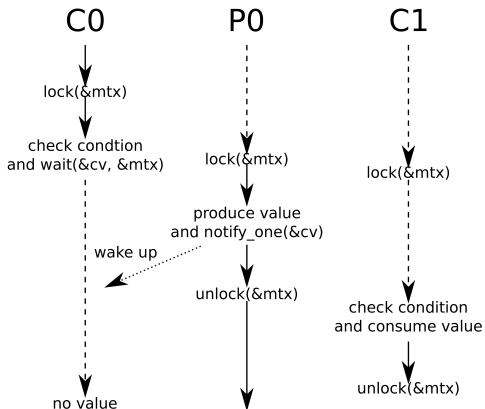 C0
P0
C1
lock(&mtx)
check condtion
and wait(&cv, &mtx)
lock(&mtx)
lock(&mtx)
produce value
and notify_one(&cv)
wake up
unlock(&mtx)
check condition
and consume value
unlock(&mtx)
no value